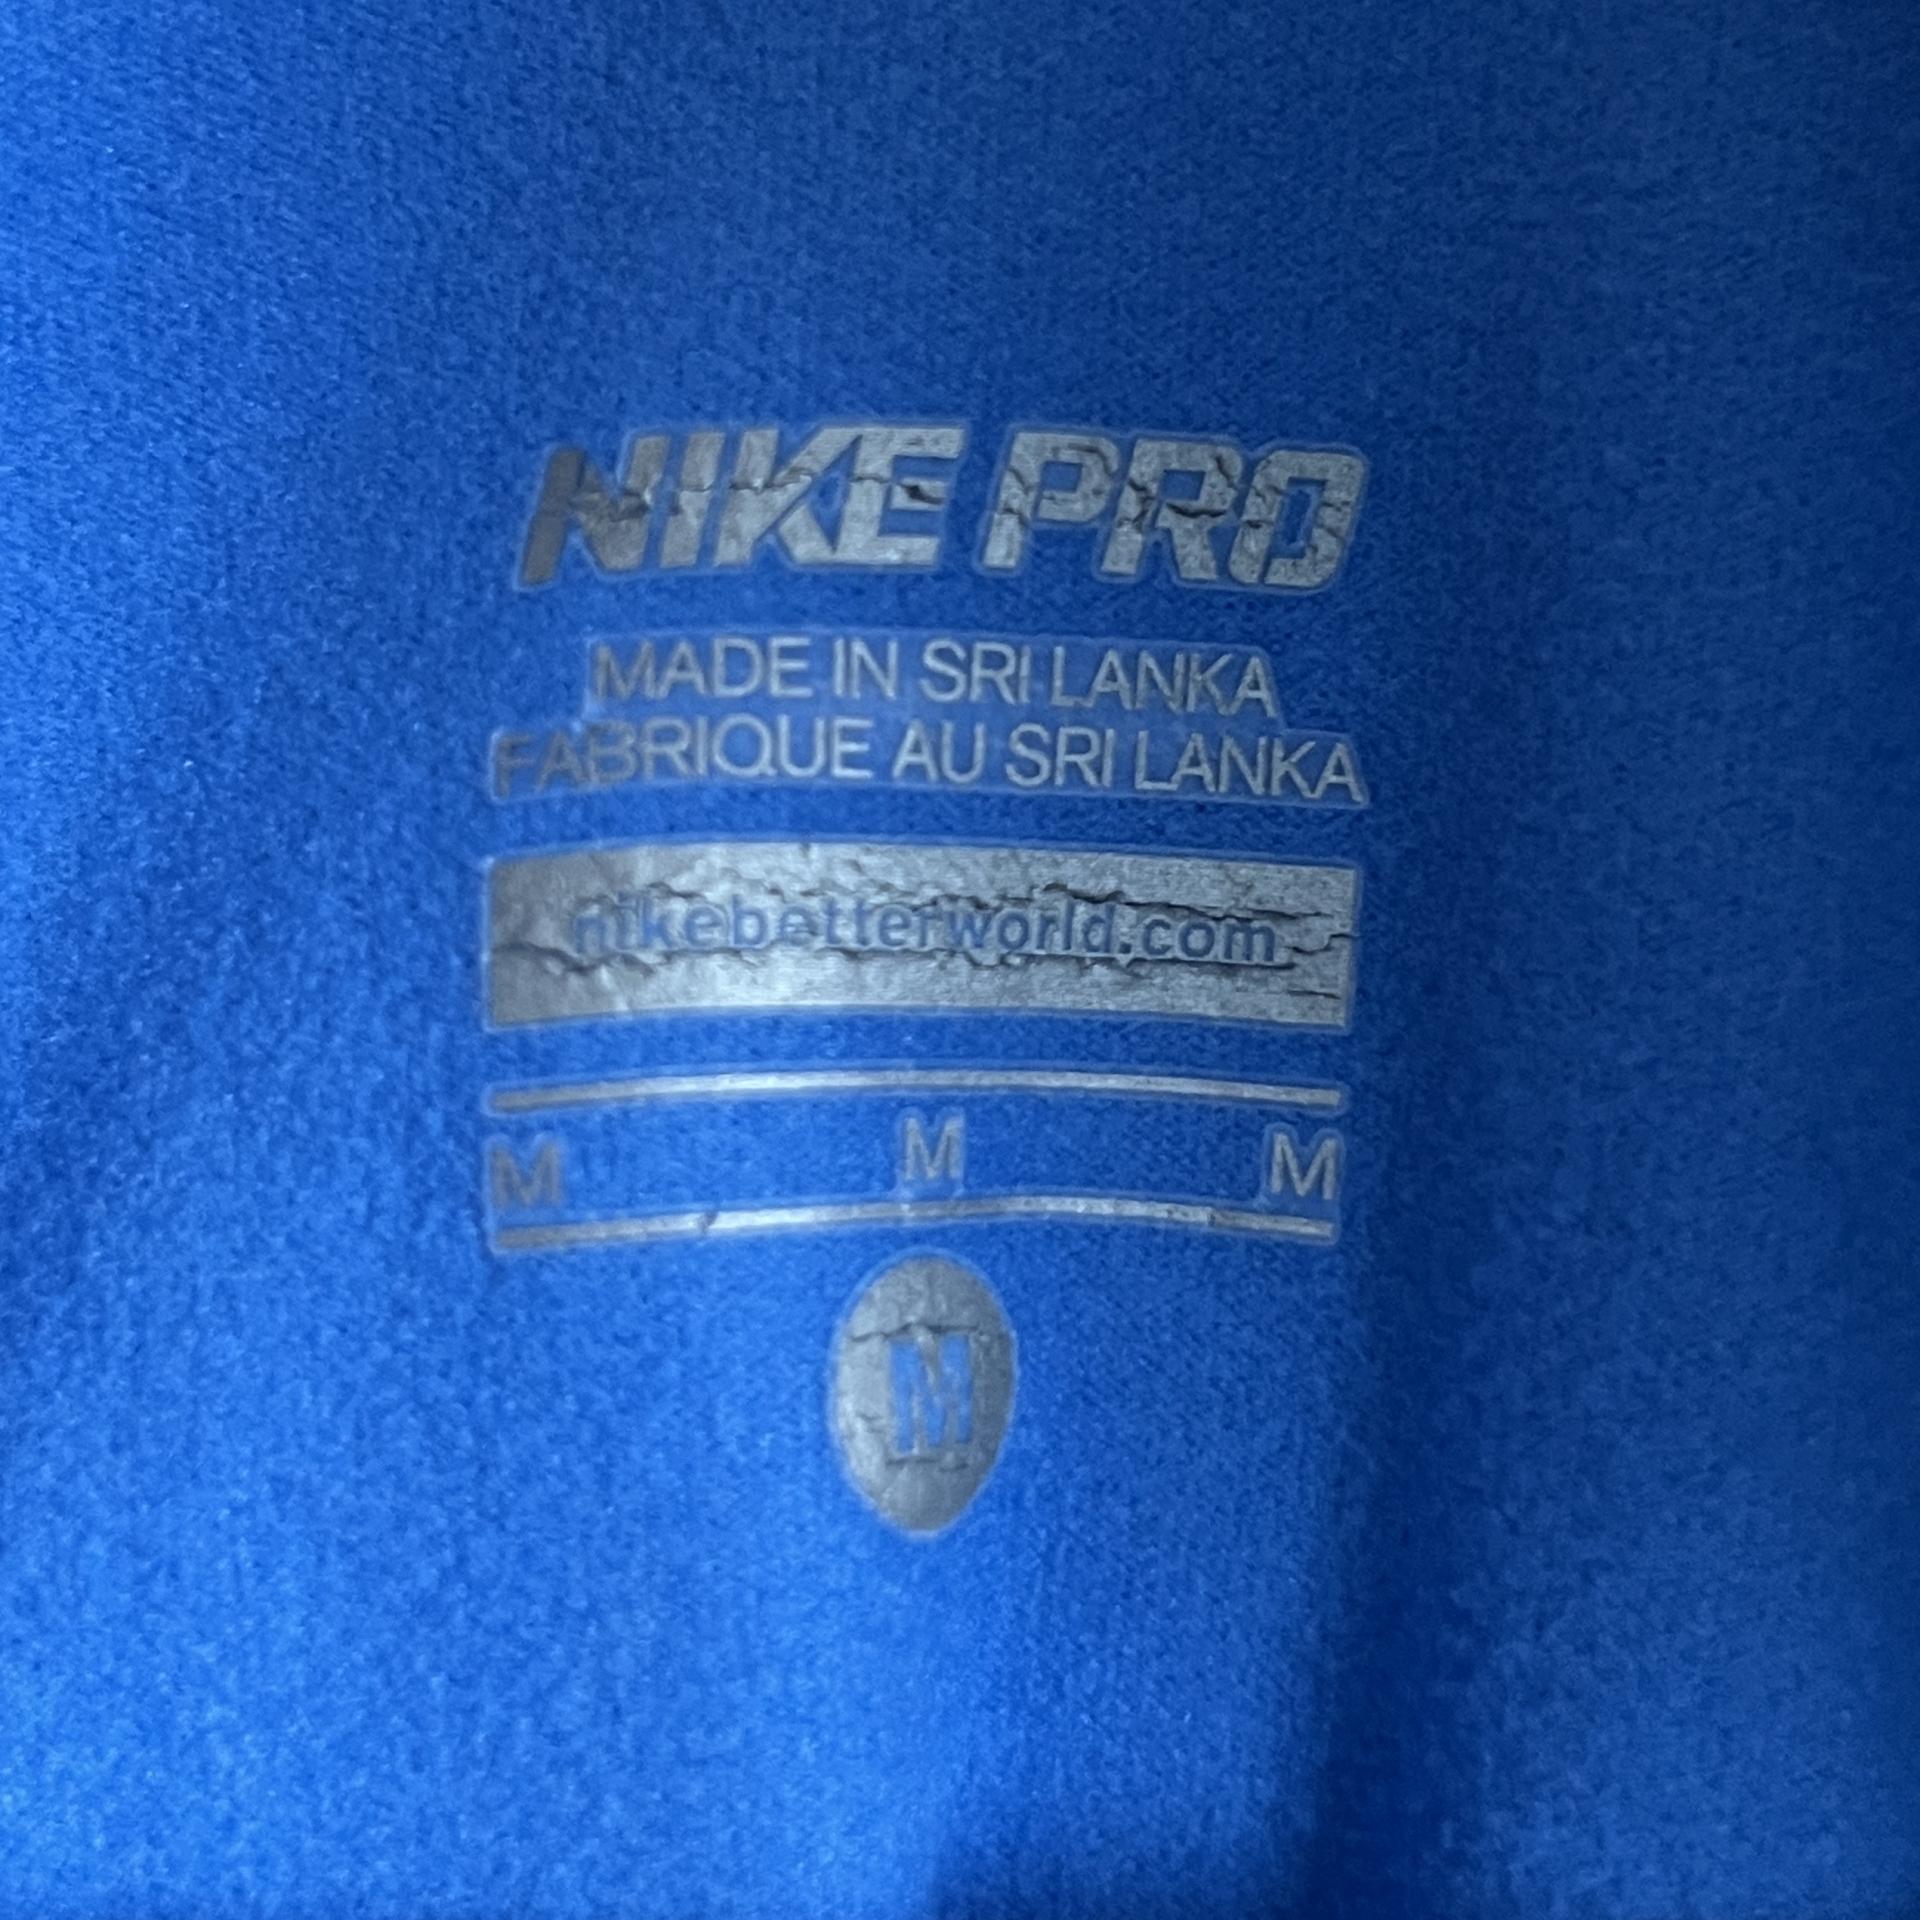 NIKE PRO
MADE IN SRI LANKA
FABRIQUE AU SRI LANKA
nikebetterworld.com
M M M
M